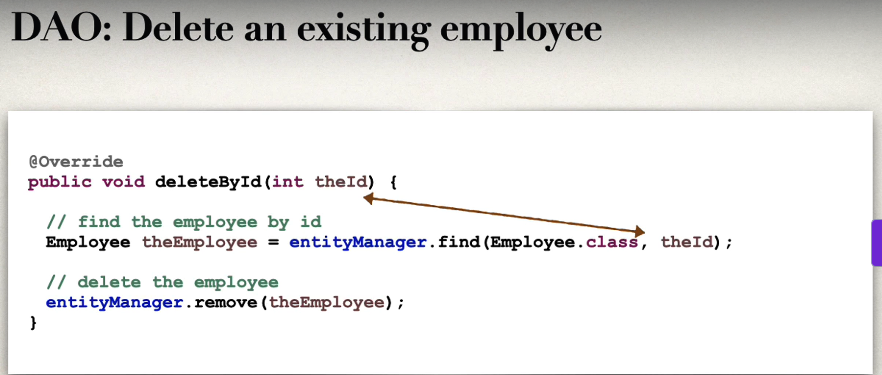 DAO: Delete an existing employee
@Override
public void deleteById(int theId) {
// find the employee by id
Employee theEmployee = entityManager.find(Employee.class, theId);
// delete the employee
entityManager.remove(theEmployee);
}